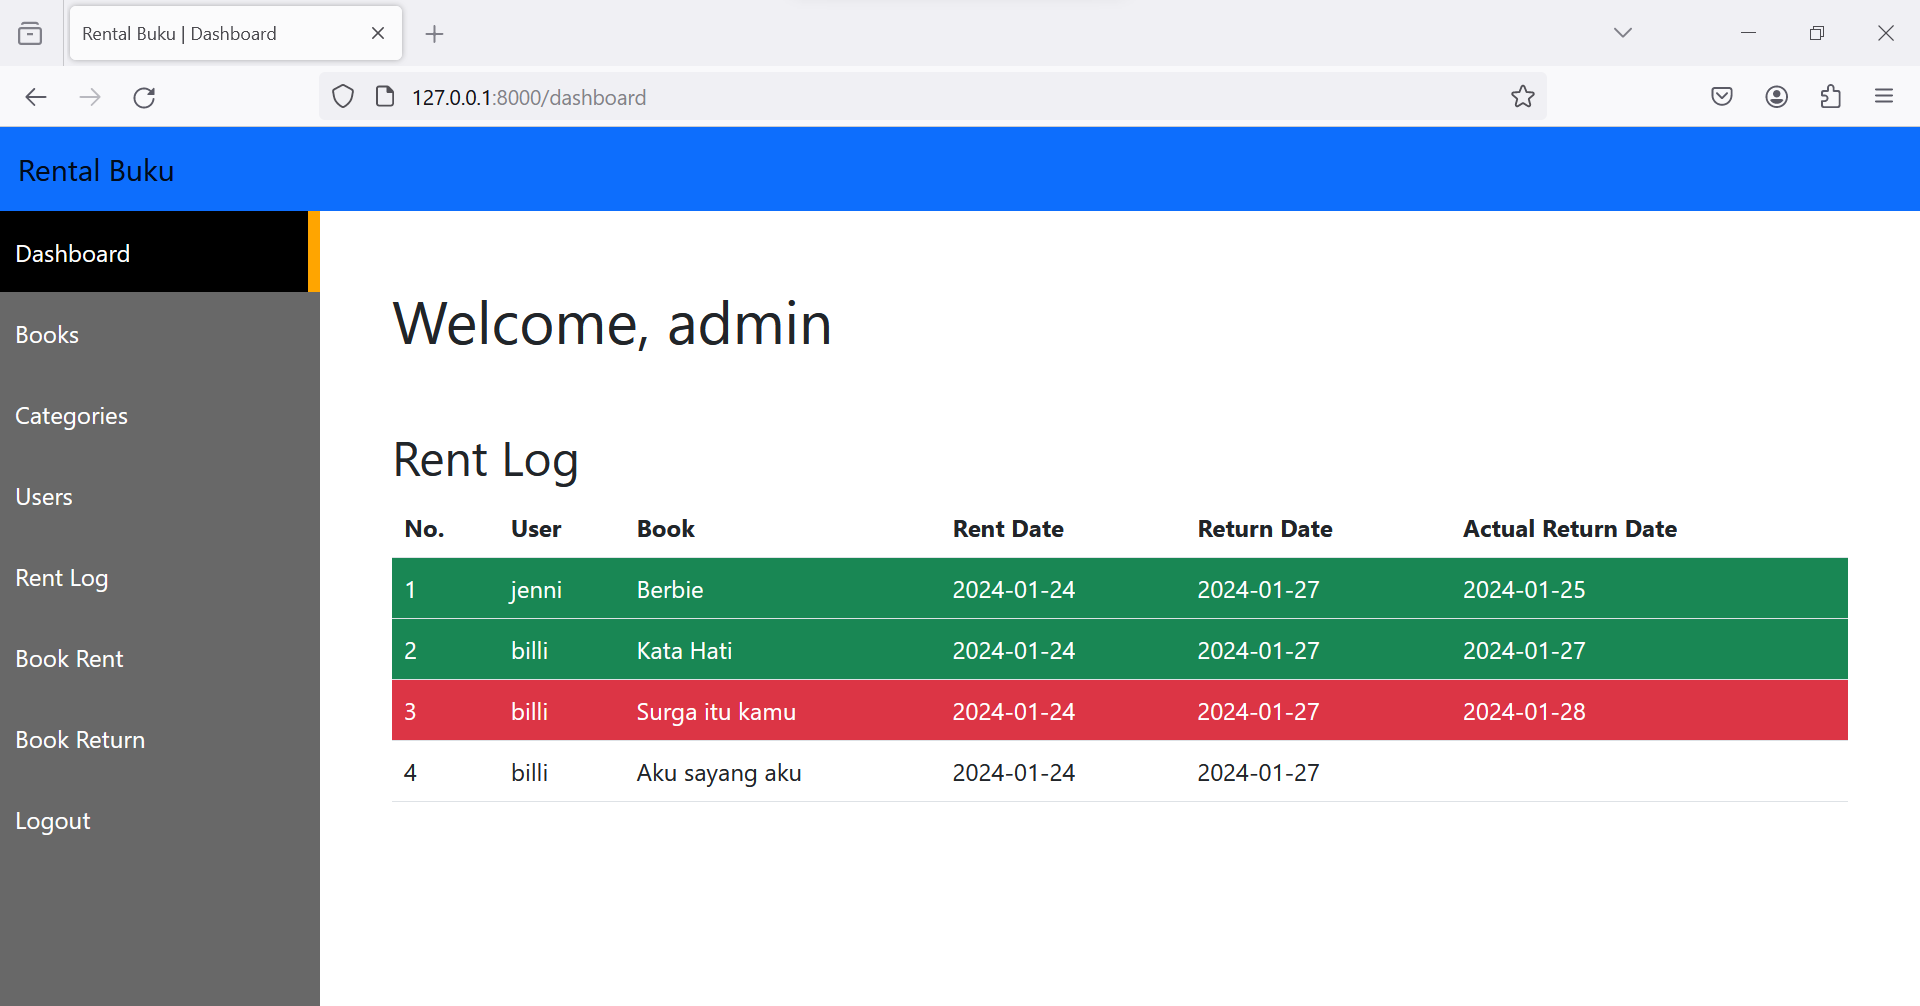 Rental Buku | Dashboard
127.0.0.1:8000/dashboard
Rental Buku
Dashboard
Books
Categories
Users
Rent Log
Book Rent
Book Return
Logout
Welcome, admin
Rent Log
No. User Book Rent Date Return Date Actual Return Date
1 jenni Berbie 2024-01-24 2024-01-27 2024-01-25
2 billi Kata Hati 2024-01-24 2024-01-27 2024-01-27
3 billi Surga itu kamu 2024-01-24 2024-01-27 2024-01-28
4 billi Aku sayang aku 2024-01-24 2024-01-27